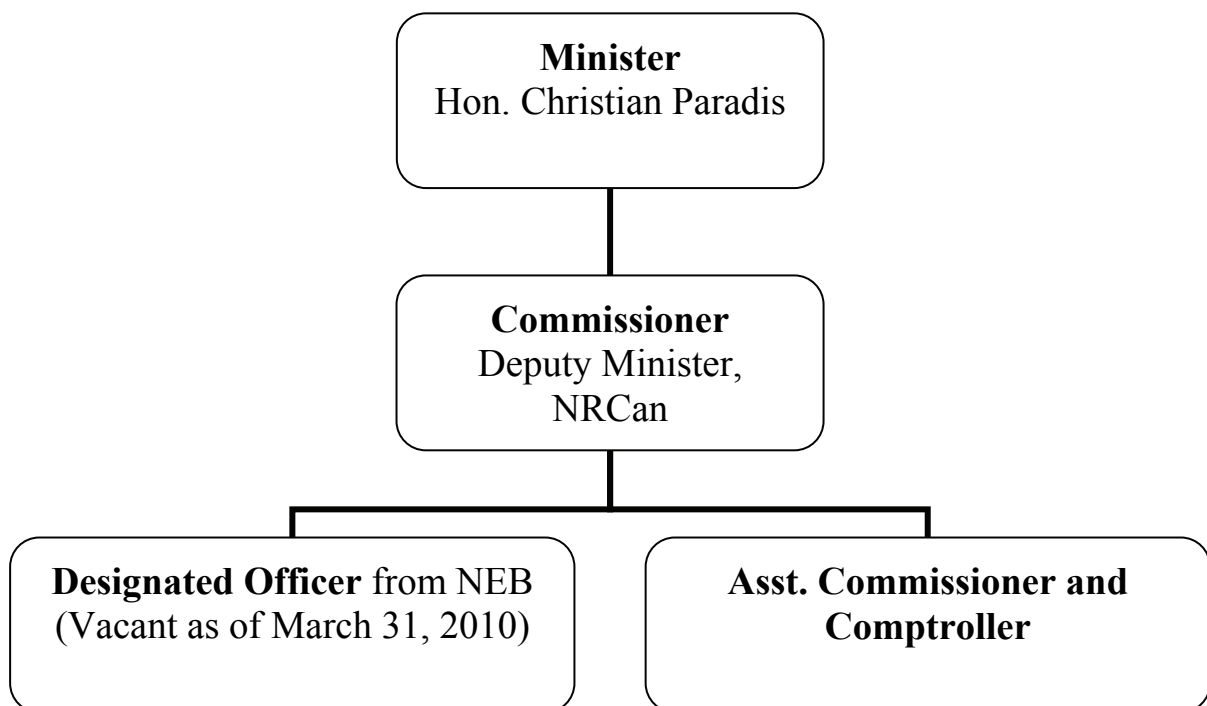 Minister
Hon. Christian Paradis
Commissioner
Deputy Minister,
NRCan
Designated Officer from NEB
(Vacant as of March 31, 2010)
Asst. Commissioner and
Comptroller